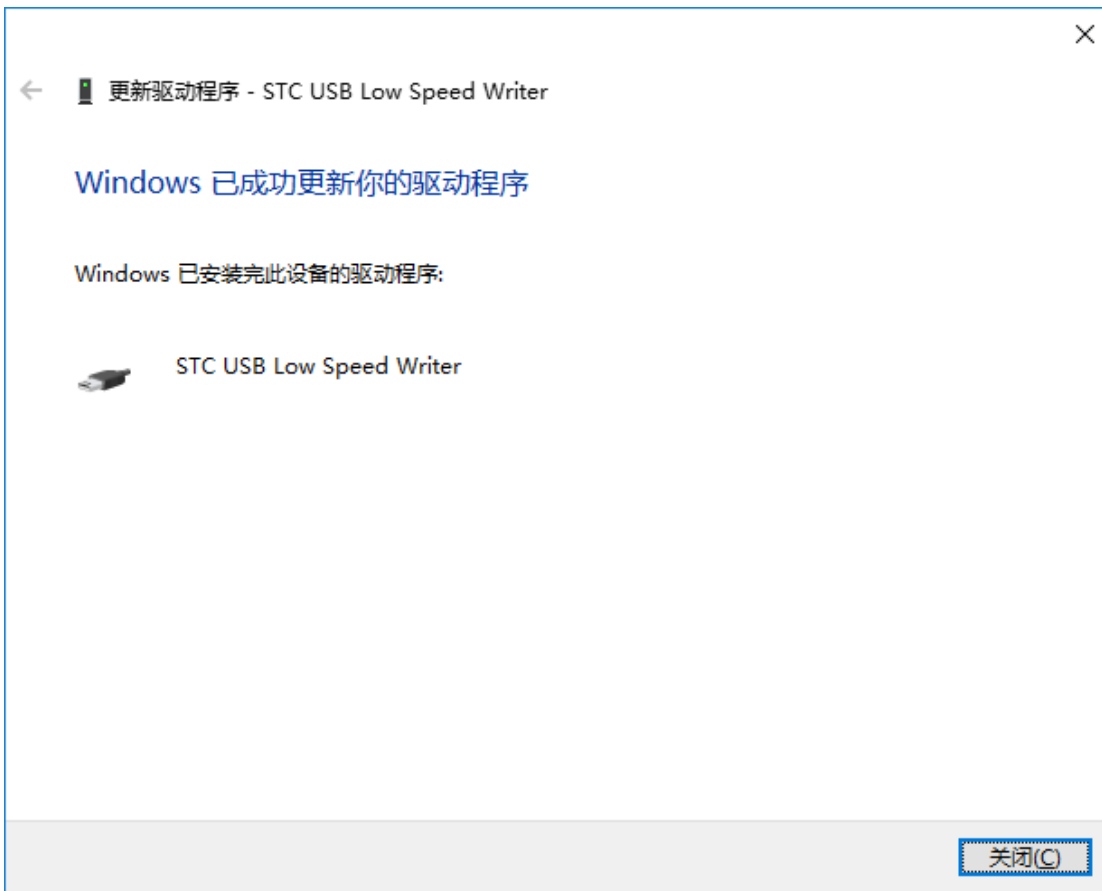 更新驱动程序 - STC USB Low Speed Writer
Windows 已成功更新你的驱动程序
Windows 已安装完此设备的驱动程序:
STC USB Low Speed Writer
关闭(C)